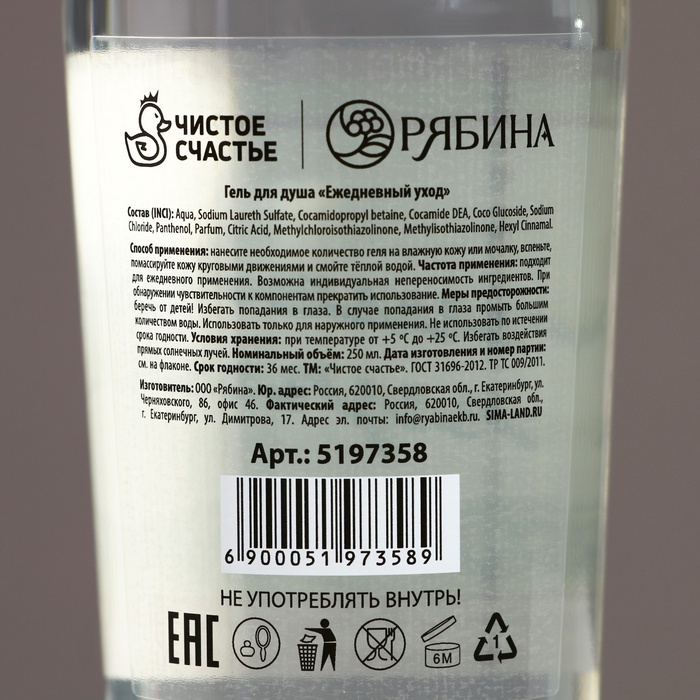 ЧИСТОЕ
СЧАСТЬЕ
РЯБИНА
Гель для душа «Ежедневный уход»
Состав (INCI): Aqua, Sodium Laureth Sulfate, Cocamidopropyl betaine, Cocamide DEA, Coco Glucoside, Sodium
Chloride, Panthenol, Parfum, Citric Acid, Methylchloroisothiazolinone, Methylisothiazolinone, Hexyl Cinnamal.
Способ применения: нанесите необходимое количество геля на влажную кожу или мочалку, вспеньте,
помассируйте кожу круговыми движениями и смойте тёплой водой. Частота применения: подходит
для ежедневного применения. Возможна индивидуальная непереносимость ингредиентов. При
обнаружении чувствительности к компонентам прекратить использование. Меры предосторожности:
беречь от детей! Избегать попадания в глаза. В случае попадания в глаза промыть большим
количеством воды. Использовать только для наружного применения. Не использовать по истечении
срока годности. Условия хранения: при температуре от +5 ºС до +25 ºС. Избегать воздействия
прямых солнечных лучей. Номинальный объём: 250 мл. Дата изготовления и номер партии:
см. на флаконе. Срок годности: 36 мес. ТМ: «Чистое счастье». ГОСТ 31696-2012. ТР ТС 009/2011.
Изготовитель: ООО «Рябина». Юр. адрес: Россия, 620010, Свердловская обл., г. Екатеринбург, ул.
Черняховского, 86, офис 46. Фактический адрес: Россия, 620010, Свердловская обл.,
г. Екатеринбург, ул. Димитрова, 17. Адрес эл. почты: info@ryabinaekb.ru. SIMA-LAND.RU
Арт.: 5197358
6 900051 973589
НЕ УПОТРЕБЛЯТЬ ВНУТРЬ!
EAC
6M
1